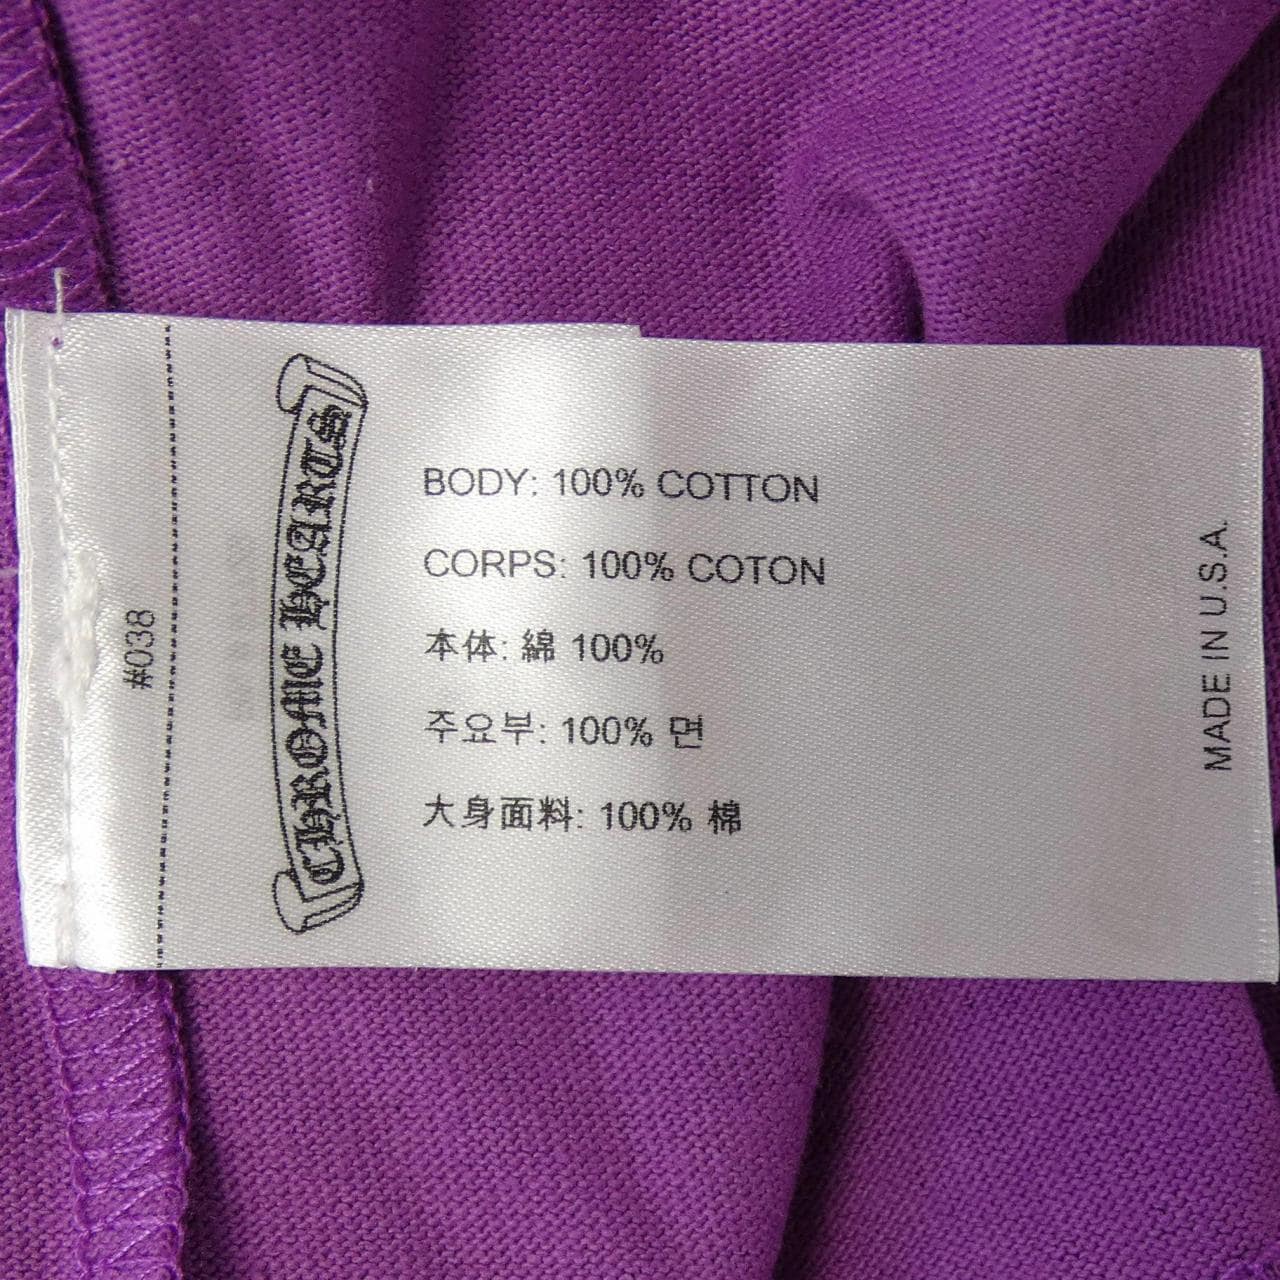 #038
CHROME HEARTS
BODY: 100% COTTON
CORPS: 100% COTON
本体: 綿 100%
주요부: 100% 면
大身面料: 100% 棉
MADE IN U.S.A.